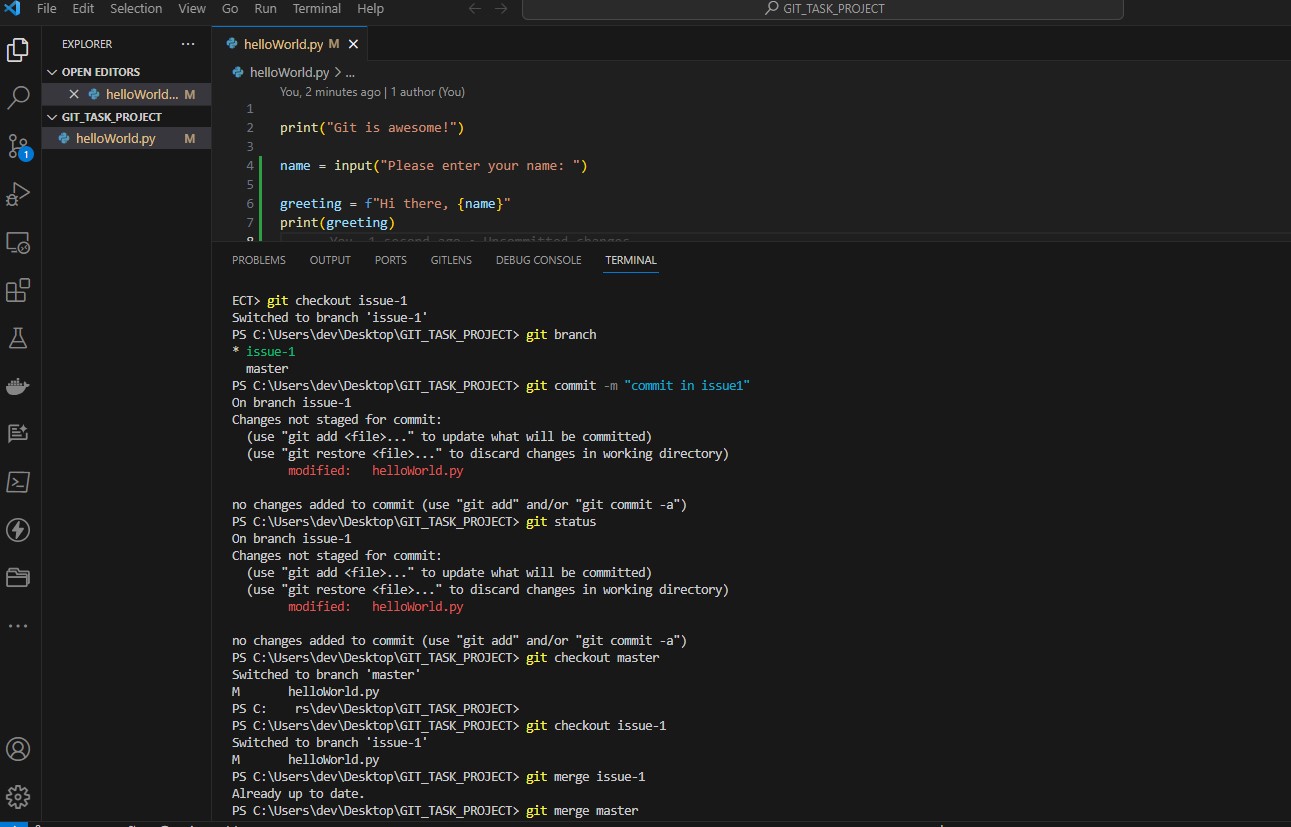 File Edit Selection View Go Run Terminal Help
GIT_TASK_PROJECT
EXPLORER
OPEN EDITORS
helloWorld... M
GIT_TASK_PROJECT
helloWorld.py M
1
helloWorld.py M
helloWorld.py > ...
You, 2 minutes ago | 1 author (You)
1
2 print("Git is awesome!")
3
4 name = input("Please enter your name: ")
5
6 greeting = f"Hi there, {name}"
7 print(greeting)
8 You, 1 second ago • Uncommitted changes
PROBLEMS OUTPUT PORTS GITLENS DEBUG CONSOLE TERMINAL
ECT> git checkout issue-1
Switched to branch 'issue-1'
PS C:\Users\dev\Desktop\GIT_TASK_PROJECT> git branch
* issue-1
master
PS C:\Users\dev\Desktop\GIT_TASK_PROJECT> git commit -m "commit in issue1"
On branch issue-1
Changes not staged for commit:
(use "git add <file>..." to update what will be committed)
(use "git restore <file>..." to discard changes in working directory)
modified: helloWorld.py
no changes added to commit (use "git add" and/or "git commit -a")
PS C:\Users\dev\Desktop\GIT_TASK_PROJECT> git status
On branch issue-1
Changes not staged for commit:
(use "git add <file>..." to update what will be committed)
(use "git restore <file>..." to discard changes in working directory)
modified: helloWorld.py
no changes added to commit (use "git add" and/or "git commit -a")
PS C:\Users\dev\Desktop\GIT_TASK_PROJECT> git checkout master
Switched to branch 'master'
M helloWorld.py
PS C: rs\dev\Desktop\GIT_TASK_PROJECT>
PS C:\Users\dev\Desktop\GIT_TASK_PROJECT> git checkout issue-1
Switched to branch 'issue-1'
M helloWorld.py
PS C:\Users\dev\Desktop\GIT_TASK_PROJECT> git merge issue-1
Already up to date.
PS C:\Users\dev\Desktop\GIT_TASK_PROJECT> git merge master